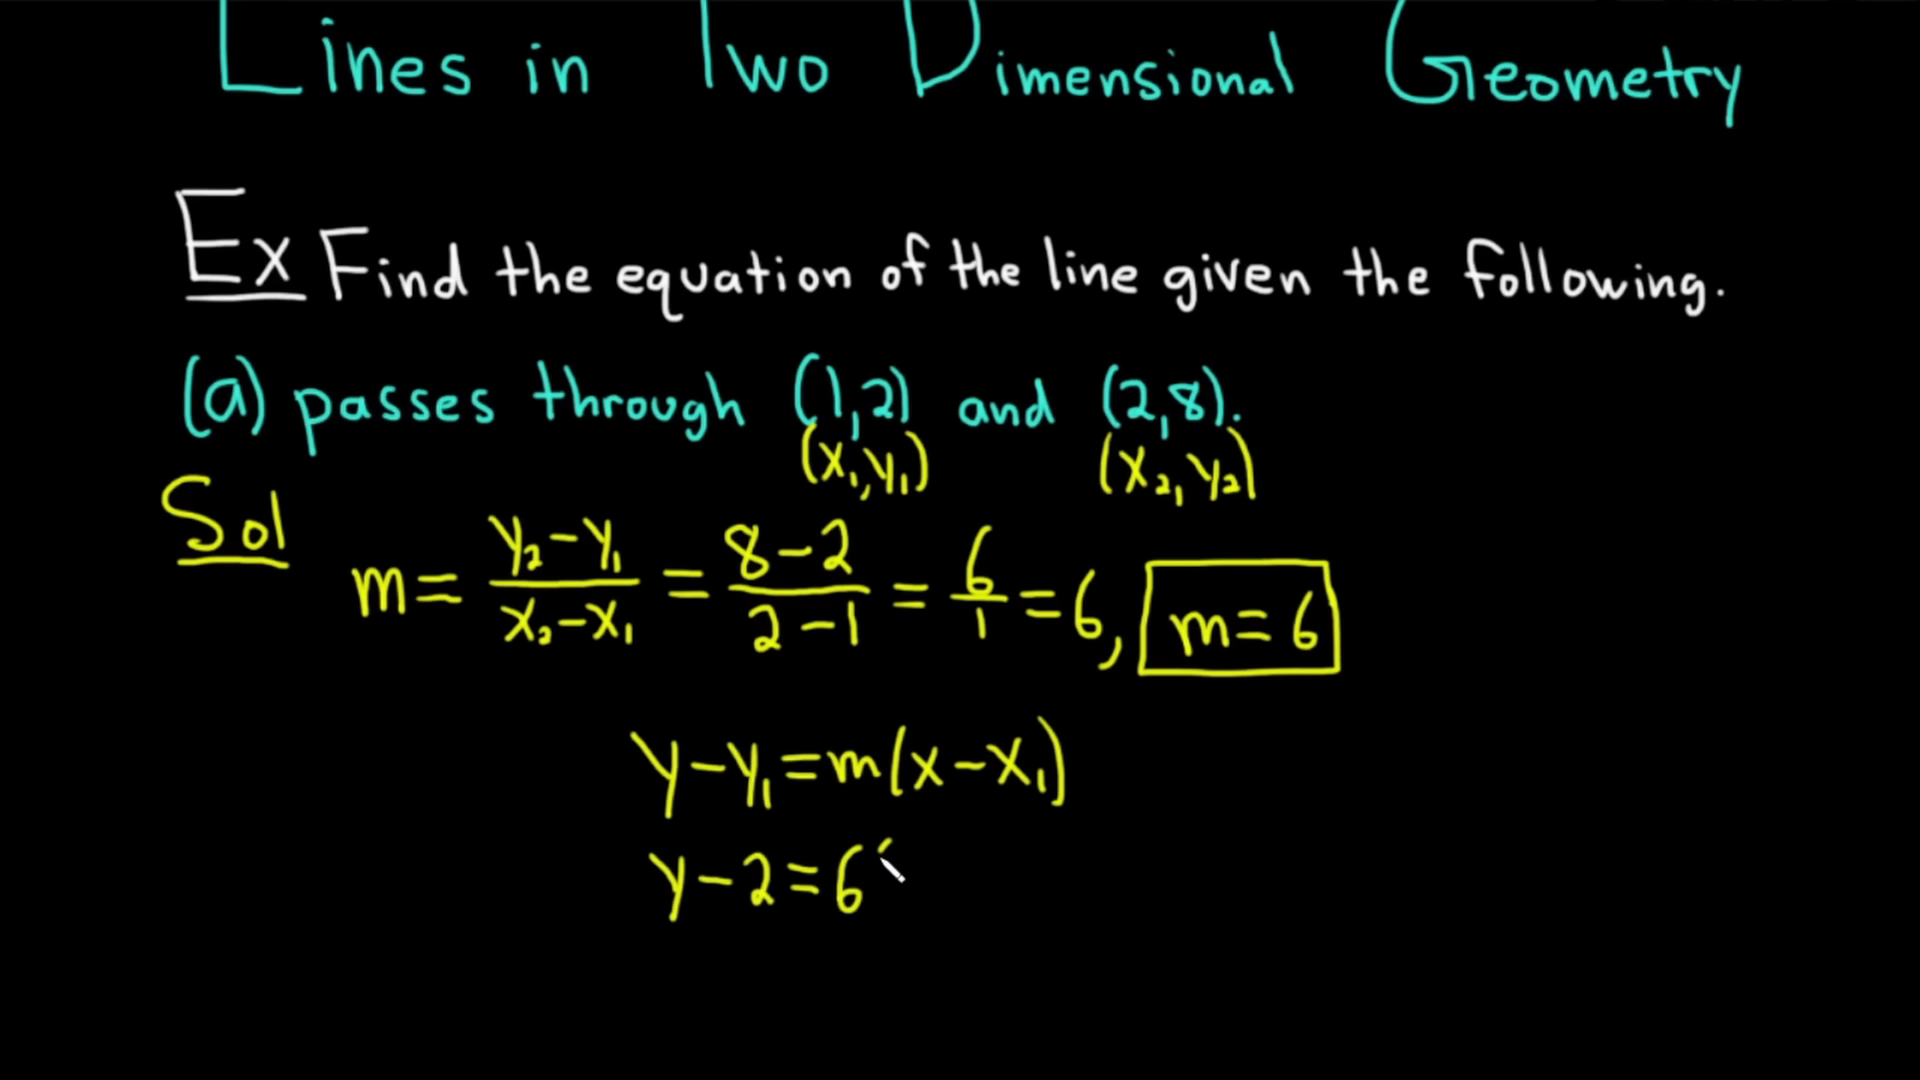 Lines in Two Dimensional Geometry
Ex Find the equation of the line given the following.
(a) passes through (1,2) and (2,8).
(x₁,y₁) (x₂,y₂)
Sol
m = (y₂-y₁)/(x₂-x₁) = (8-2)/(2-1) = 6/1 = 6, m = 6
y-y₁=m(x-x₁)
y-2=6